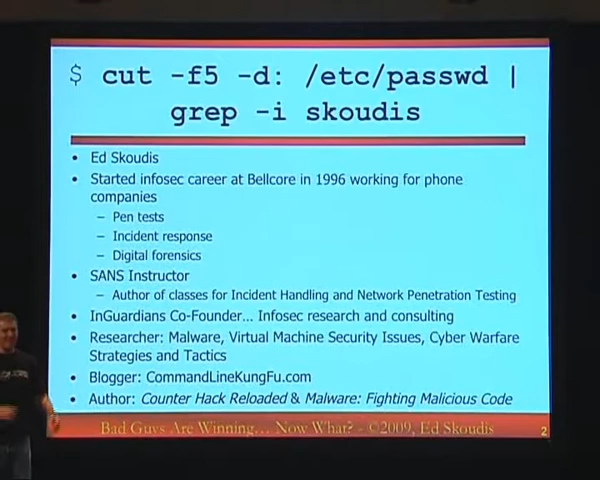 $ cut -f5 -d: /etc/passwd |
grep -i skoudis
• Ed Skoudis
• Started infosec career at Bellcore in 1996 working for phone
companies
– Pen tests
– Incident response
– Digital forensics
• SANS Instructor
– Author of classes for Incident Handling and Network Penetration Testing
• InGuardians Co-Founder... Infosec research and consulting
• Researcher: Malware, Virtual Machine Security Issues, Cyber Warfare
Strategies and Tactics
• Blogger: CommandLineKungFu.com
• Author: Counter Hack Reloaded & Malware: Fighting Malicious Code
Bad Guys Are Winning... Now What? - ©2009, Ed Skoudis
2